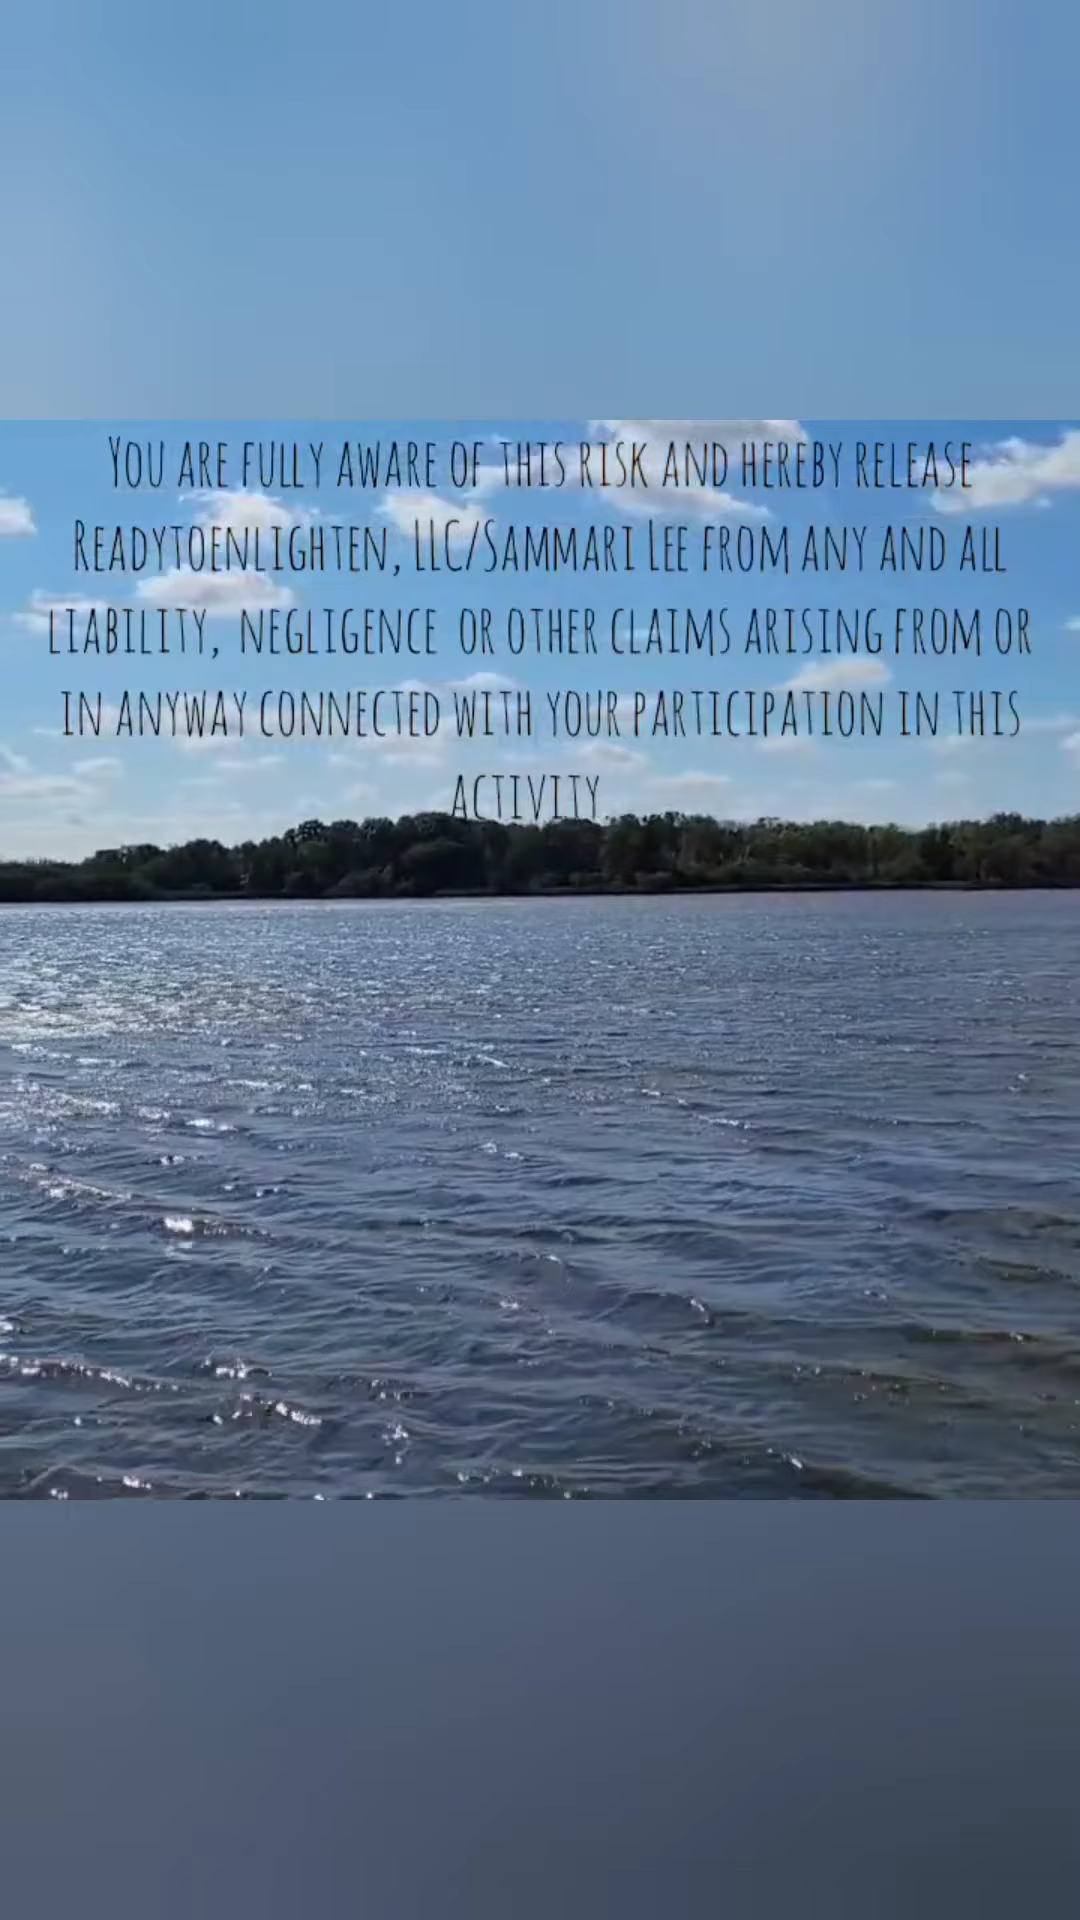 You are fully aware of this risk and hereby release
Readytoenlighten, LLC/Sammari Lee from any and all
liability, negligence or other claims arising from or
in anyway connected with your participation in this
activity.